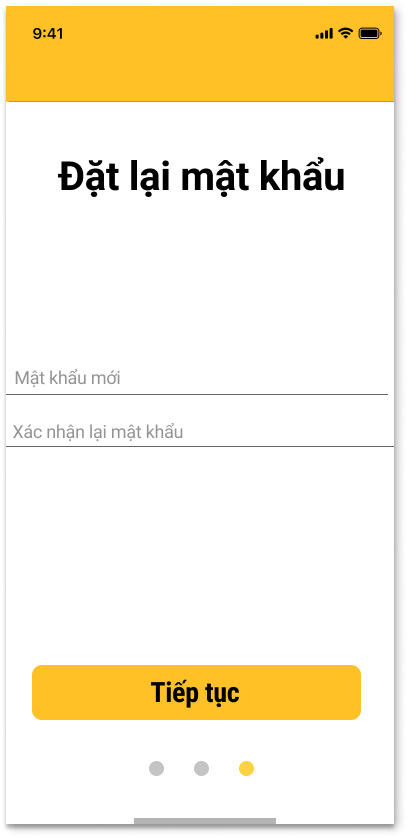 9:41
Đặt lại mật khẩu
Mật khẩu mới
Xác nhận lại mật khẩu
Tiếp tục